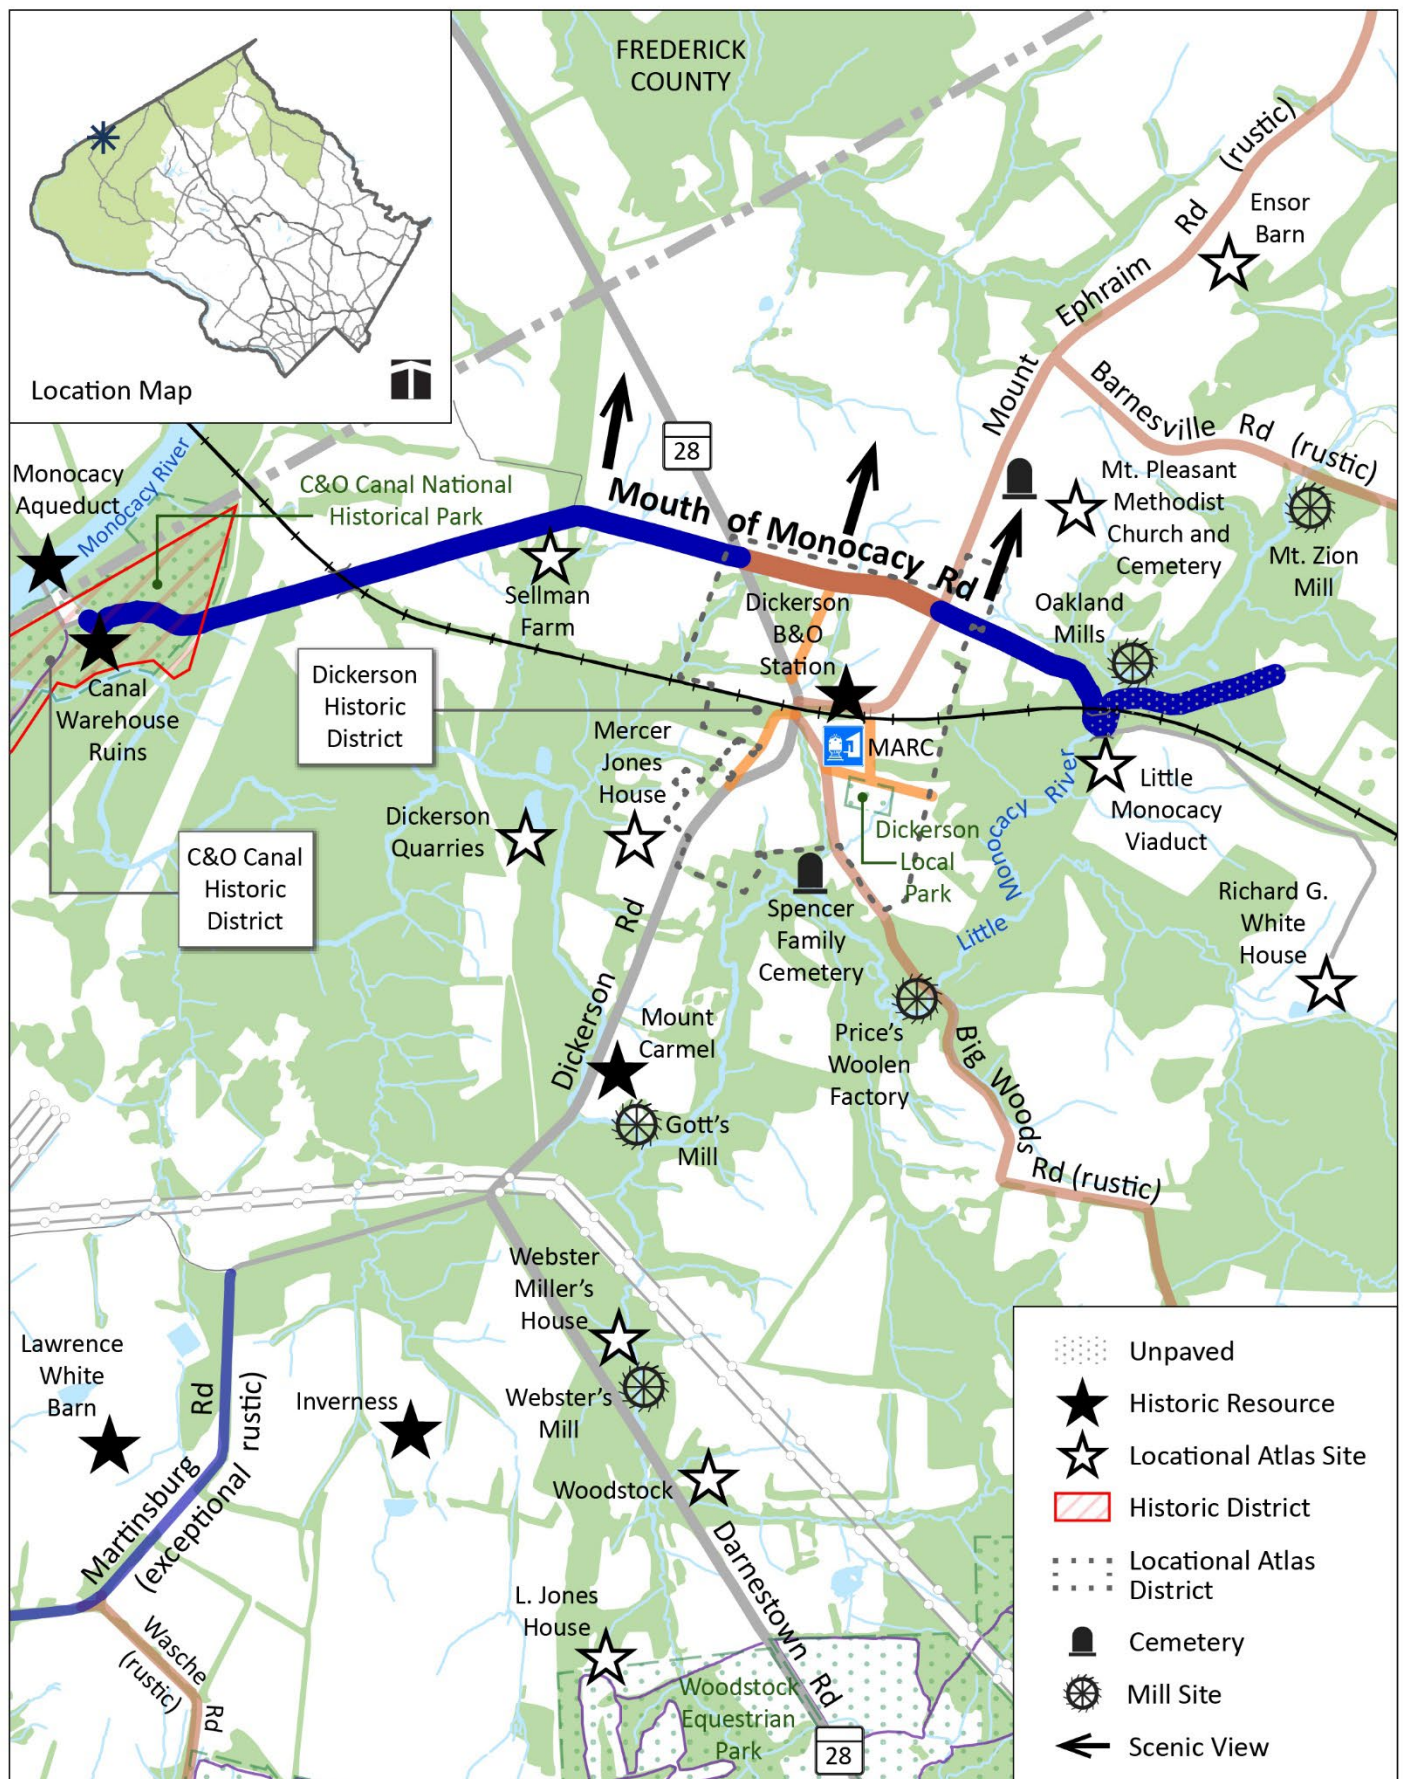 FREDERICK
COUNTY
Location Map
(rustic)
Ensor
Barn
Mount Ephraim Rd
28
Barnesville Rd (rustic)
Monocacy
Aqueduct
Monocacy River
C&O Canal National
Historical Park
Mouth of Monocacy Rd
Mt. Pleasant
Methodist
Church and
Cemetery
Mt. Zion
Mill
Sellman
Farm
Dickerson
B&O
Station
Oakland
Mills
Canal
Warehouse
Ruins
Dickerson
Historic
District
Mercer
Jones
House
MARC
Little
Monocacy
Viaduct
Dickerson
Quarries
Dickerson
Local
Park
Little Monocacy River
C&O Canal
Historic
District
Spencer
Family
Cemetery
Richard G.
White
House
Dickerson Rd
Mount
Carmel
Price's
Woolen
Factory
Big Woods
Rd (rustic)
Gott's
Mill
Webster
Miller's
House
Lawrence
White
Barn
Martinsburg Rd
(exceptional rustic)
Inverness
Webster's
Mill
Woodstock
Darnestown Rd
L. Jones
House
Wasche Rd
(rustic)
Woodstock
Equestrian
Park
28
Unpaved
Historic Resource
Locational Atlas Site
Historic District
Locational Atlas
District
Cemetery
Mill Site
Scenic View